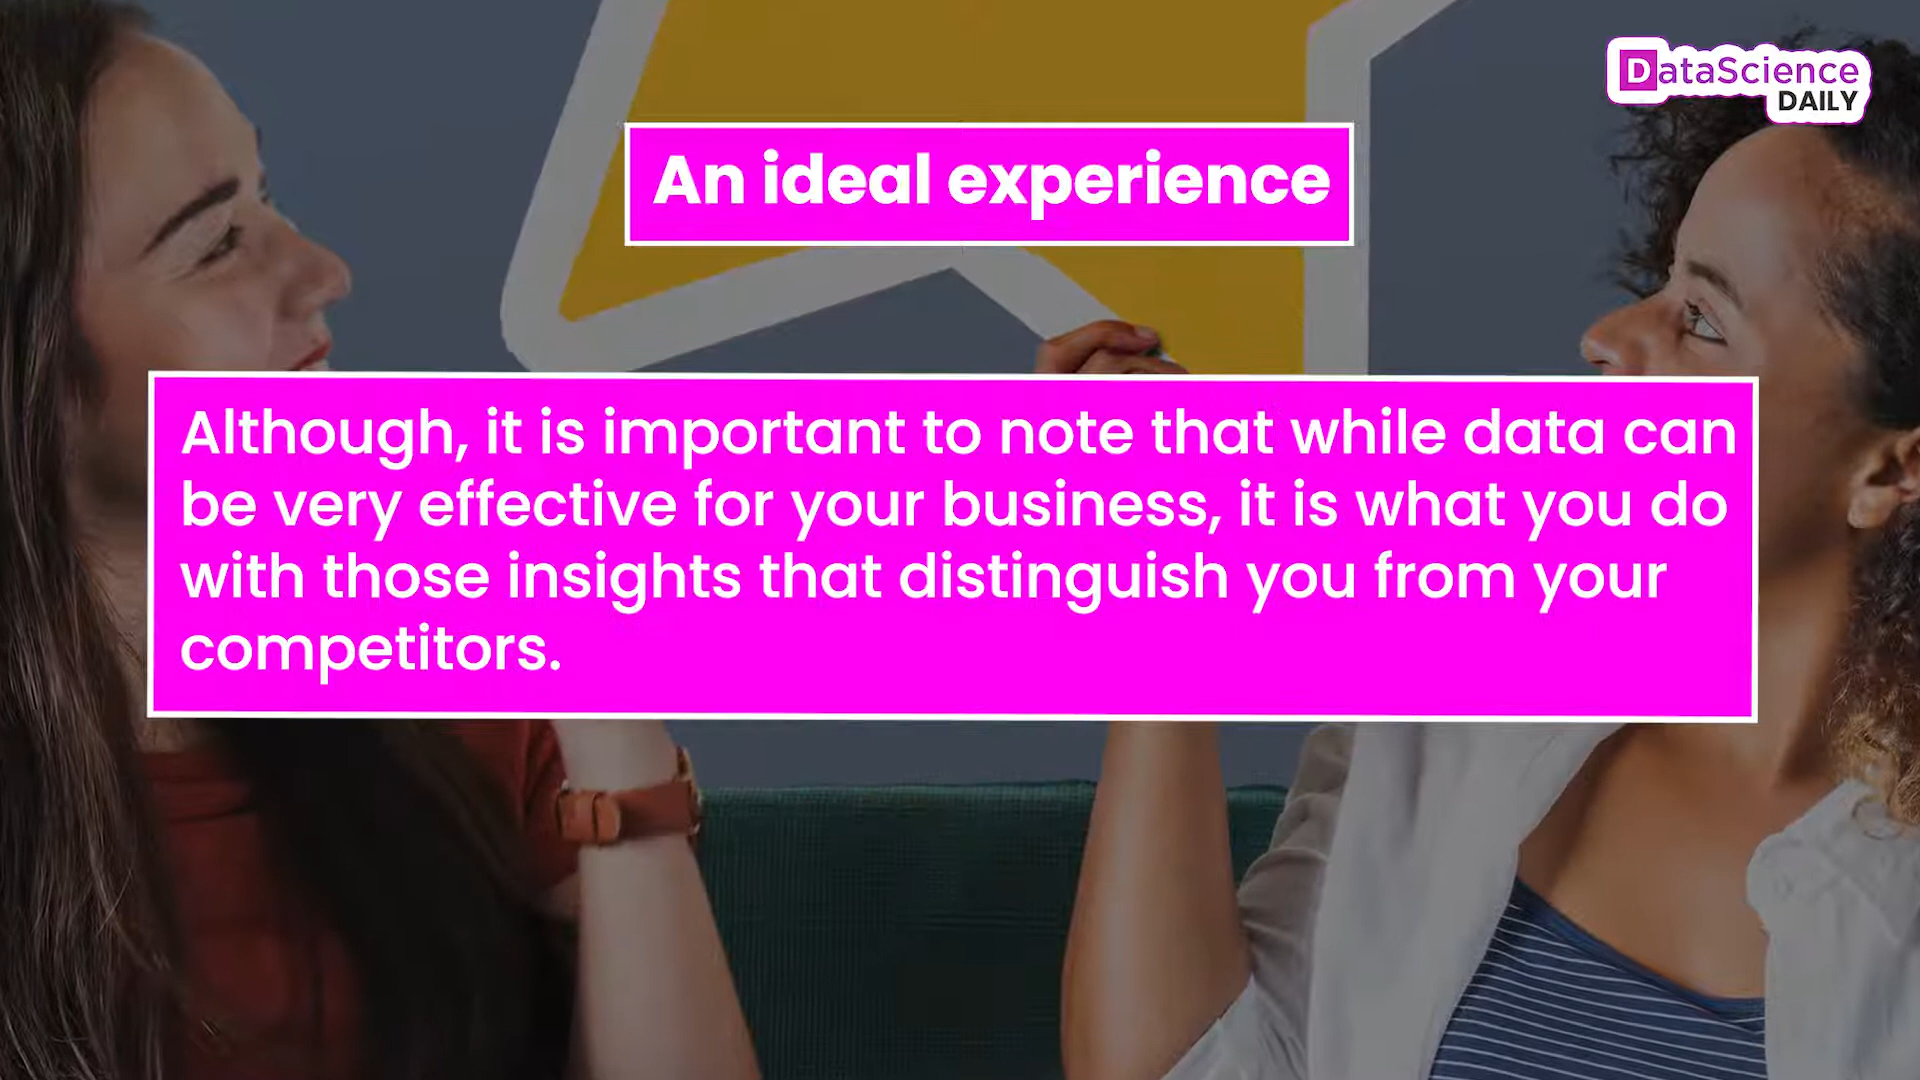 DataScience
DAILY
An ideal experience
Although, it is important to note that while data can
be very effective for your business, it is what you do
with those insights that distinguish you from your
competitors.